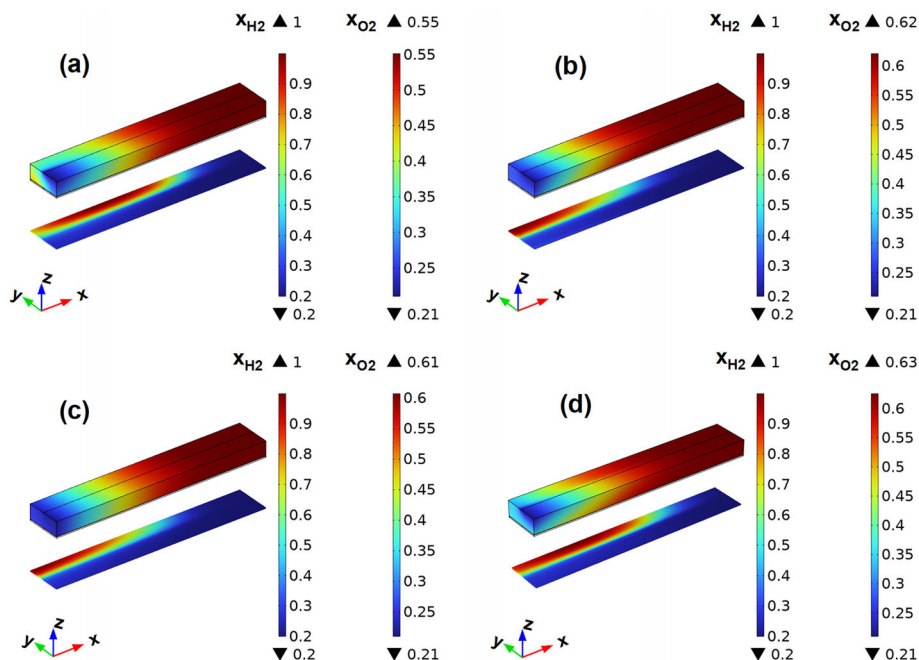 x_H2 ▲ 1 x_O2 ▲ 0.55
(a)
0.9 0.55
0.8 0.5
0.7 0.45
0.6 0.4
0.5 0.35
0.4 0.3
0.3 0.25
0.2
▼ 0.2 ▼ 0.21
y z x
x_H2 ▲ 1 x_O2 ▲ 0.62
(b)
0.9 0.6
0.8 0.55
0.7 0.5
0.6 0.45
0.5 0.4
0.4 0.35
0.3 0.3
0.2 0.25
▼ 0.2 ▼ 0.21
y z x
x_H2 ▲ 1 x_O2 ▲ 0.61
(c)
0.9 0.6
0.8 0.55
0.7 0.5
0.6 0.45
0.5 0.4
0.4 0.35
0.3 0.3
0.2 0.25
▼ 0.2 ▼ 0.21
y z x
x_H2 ▲ 1 x_O2 ▲ 0.63
(d)
0.9 0.6
0.8 0.55
0.7 0.5
0.6 0.45
0.5 0.4
0.4 0.35
0.3 0.3
0.2 0.25
▼ 0.2 ▼ 0.21
y z x